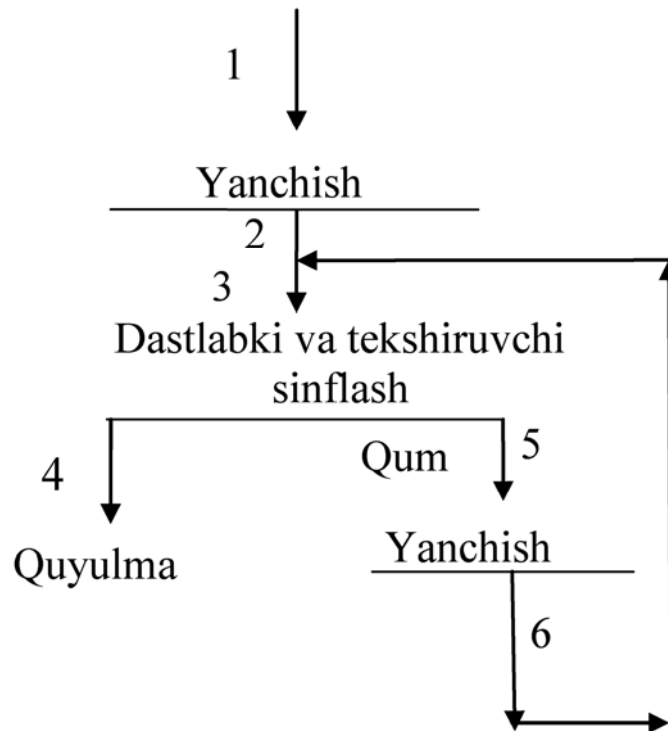 1
Yanchish
2
3
Dastlabki va tekshiruvchi
sinflash
4
Qum
5
Quyulma
Yanchish
6